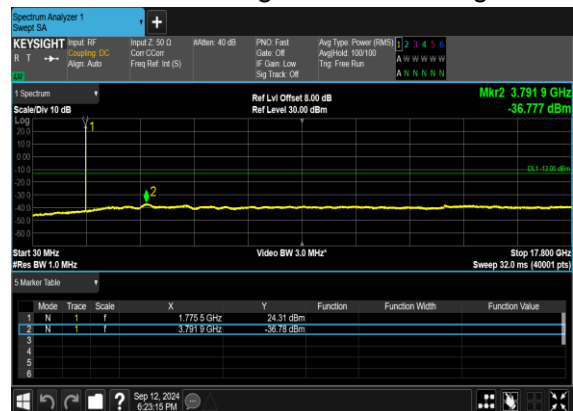 Spectrum Analyzer 1
Swept SA
+
KEYSIGHT
R T
LU
Input: RF
Coupling: DC
Align: Auto
Input Z: 50 Ω
Corr CCorr
Freq Ref: Int (S)
#Atten: 40 dB
PNO: Fast
Gate: Off
IF Gain: Low
Sig Track: Off
Avg Type: Power (RMS)
Avg|Hold: 100/100
Trig: Free Run
1 2 3 4 5 6
A W W W W W
A N N N N N
1 Spectrum
Scale/Div 10 dB
Ref Lvl Offset 8.00 dB
Ref Level 30.00 dBm
Mkr2 3.791 9 GHz
-36.777 dBm
Log
20.0
10.0
0.00
-10.0
-20.0
-30.0
-40.0
-50.0
-60.0
1
2
DL1 -13.00 dBm
Start 30 MHz
#Res BW 1.0 MHz
Video BW 3.0 MHz*
Stop 17.800 GHz
Sweep 32.0 ms (40001 pts)
5 Marker Table
Mode Trace Scale X Y Function Function Width Function Value
1 N 1 f 1.775 5 GHz 24.31 dBm
2 N 1 f 3.791 9 GHz -36.78 dBm
3
4
5
6
?
Sep 12, 2024
6:23:15 PM